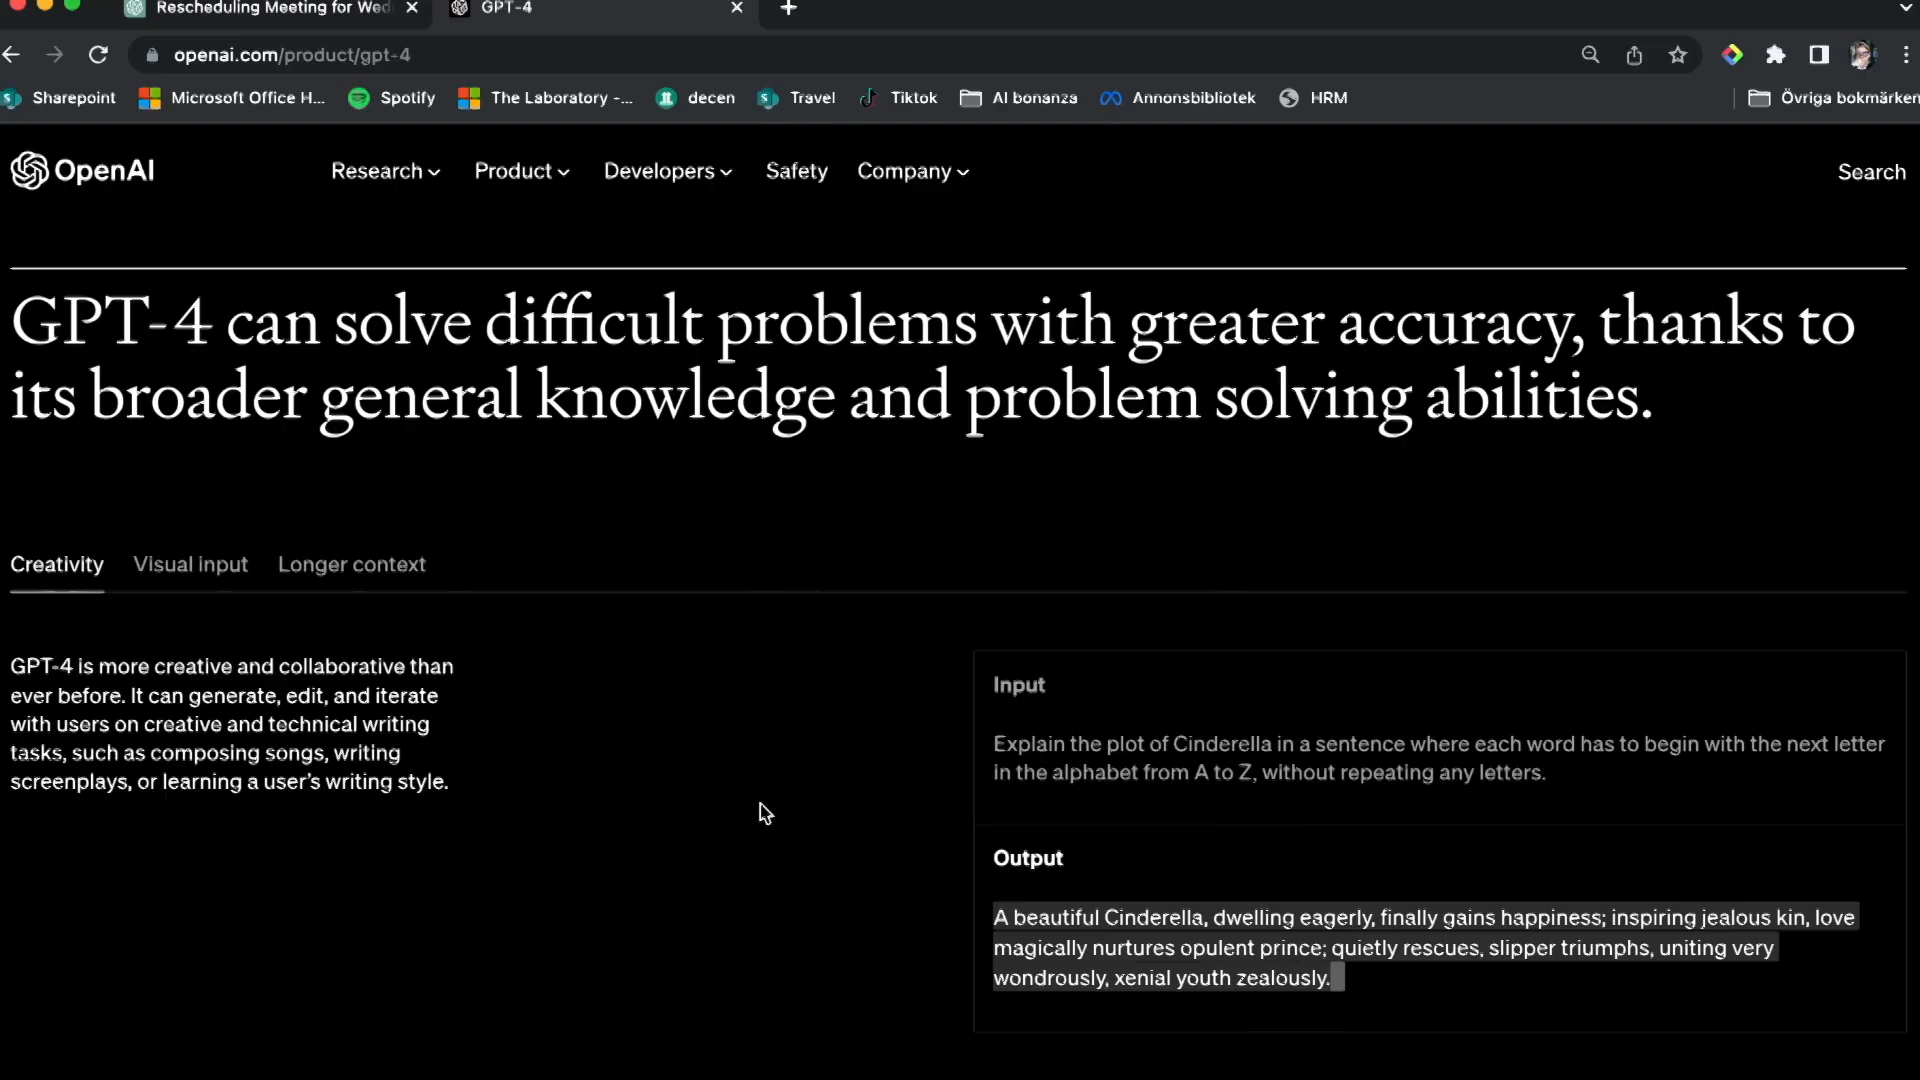 Rescheduling Meeting for Wed
GPT-4
openai.com/product/gpt-4
Sharepoint
Microsoft Office H...
Spotify
The Laboratory -...
decen
Travel
Tiktok
AI bonanza
Annonsbibliotek
HRM
Övriga bokmärken
OpenAI
Research
Product
Developers
Safety
Company
Search
GPT-4 can solve difficult problems with greater accuracy, thanks to
its broader general knowledge and problem solving abilities.
Creativity
Visual input
Longer context
GPT-4 is more creative and collaborative than
ever before. It can generate, edit, and iterate
with users on creative and technical writing
tasks, such as composing songs, writing
screenplays, or learning a user's writing style.
Input
Explain the plot of Cinderella in a sentence where each word has to begin with the next letter
in the alphabet from A to Z, without repeating any letters.
Output
A beautiful Cinderella, dwelling eagerly, finally gains happiness; inspiring jealous kin, love
magically nurtures opulent prince; quietly rescues, slipper triumphs, uniting very
wondrously, xenial youth zealously.